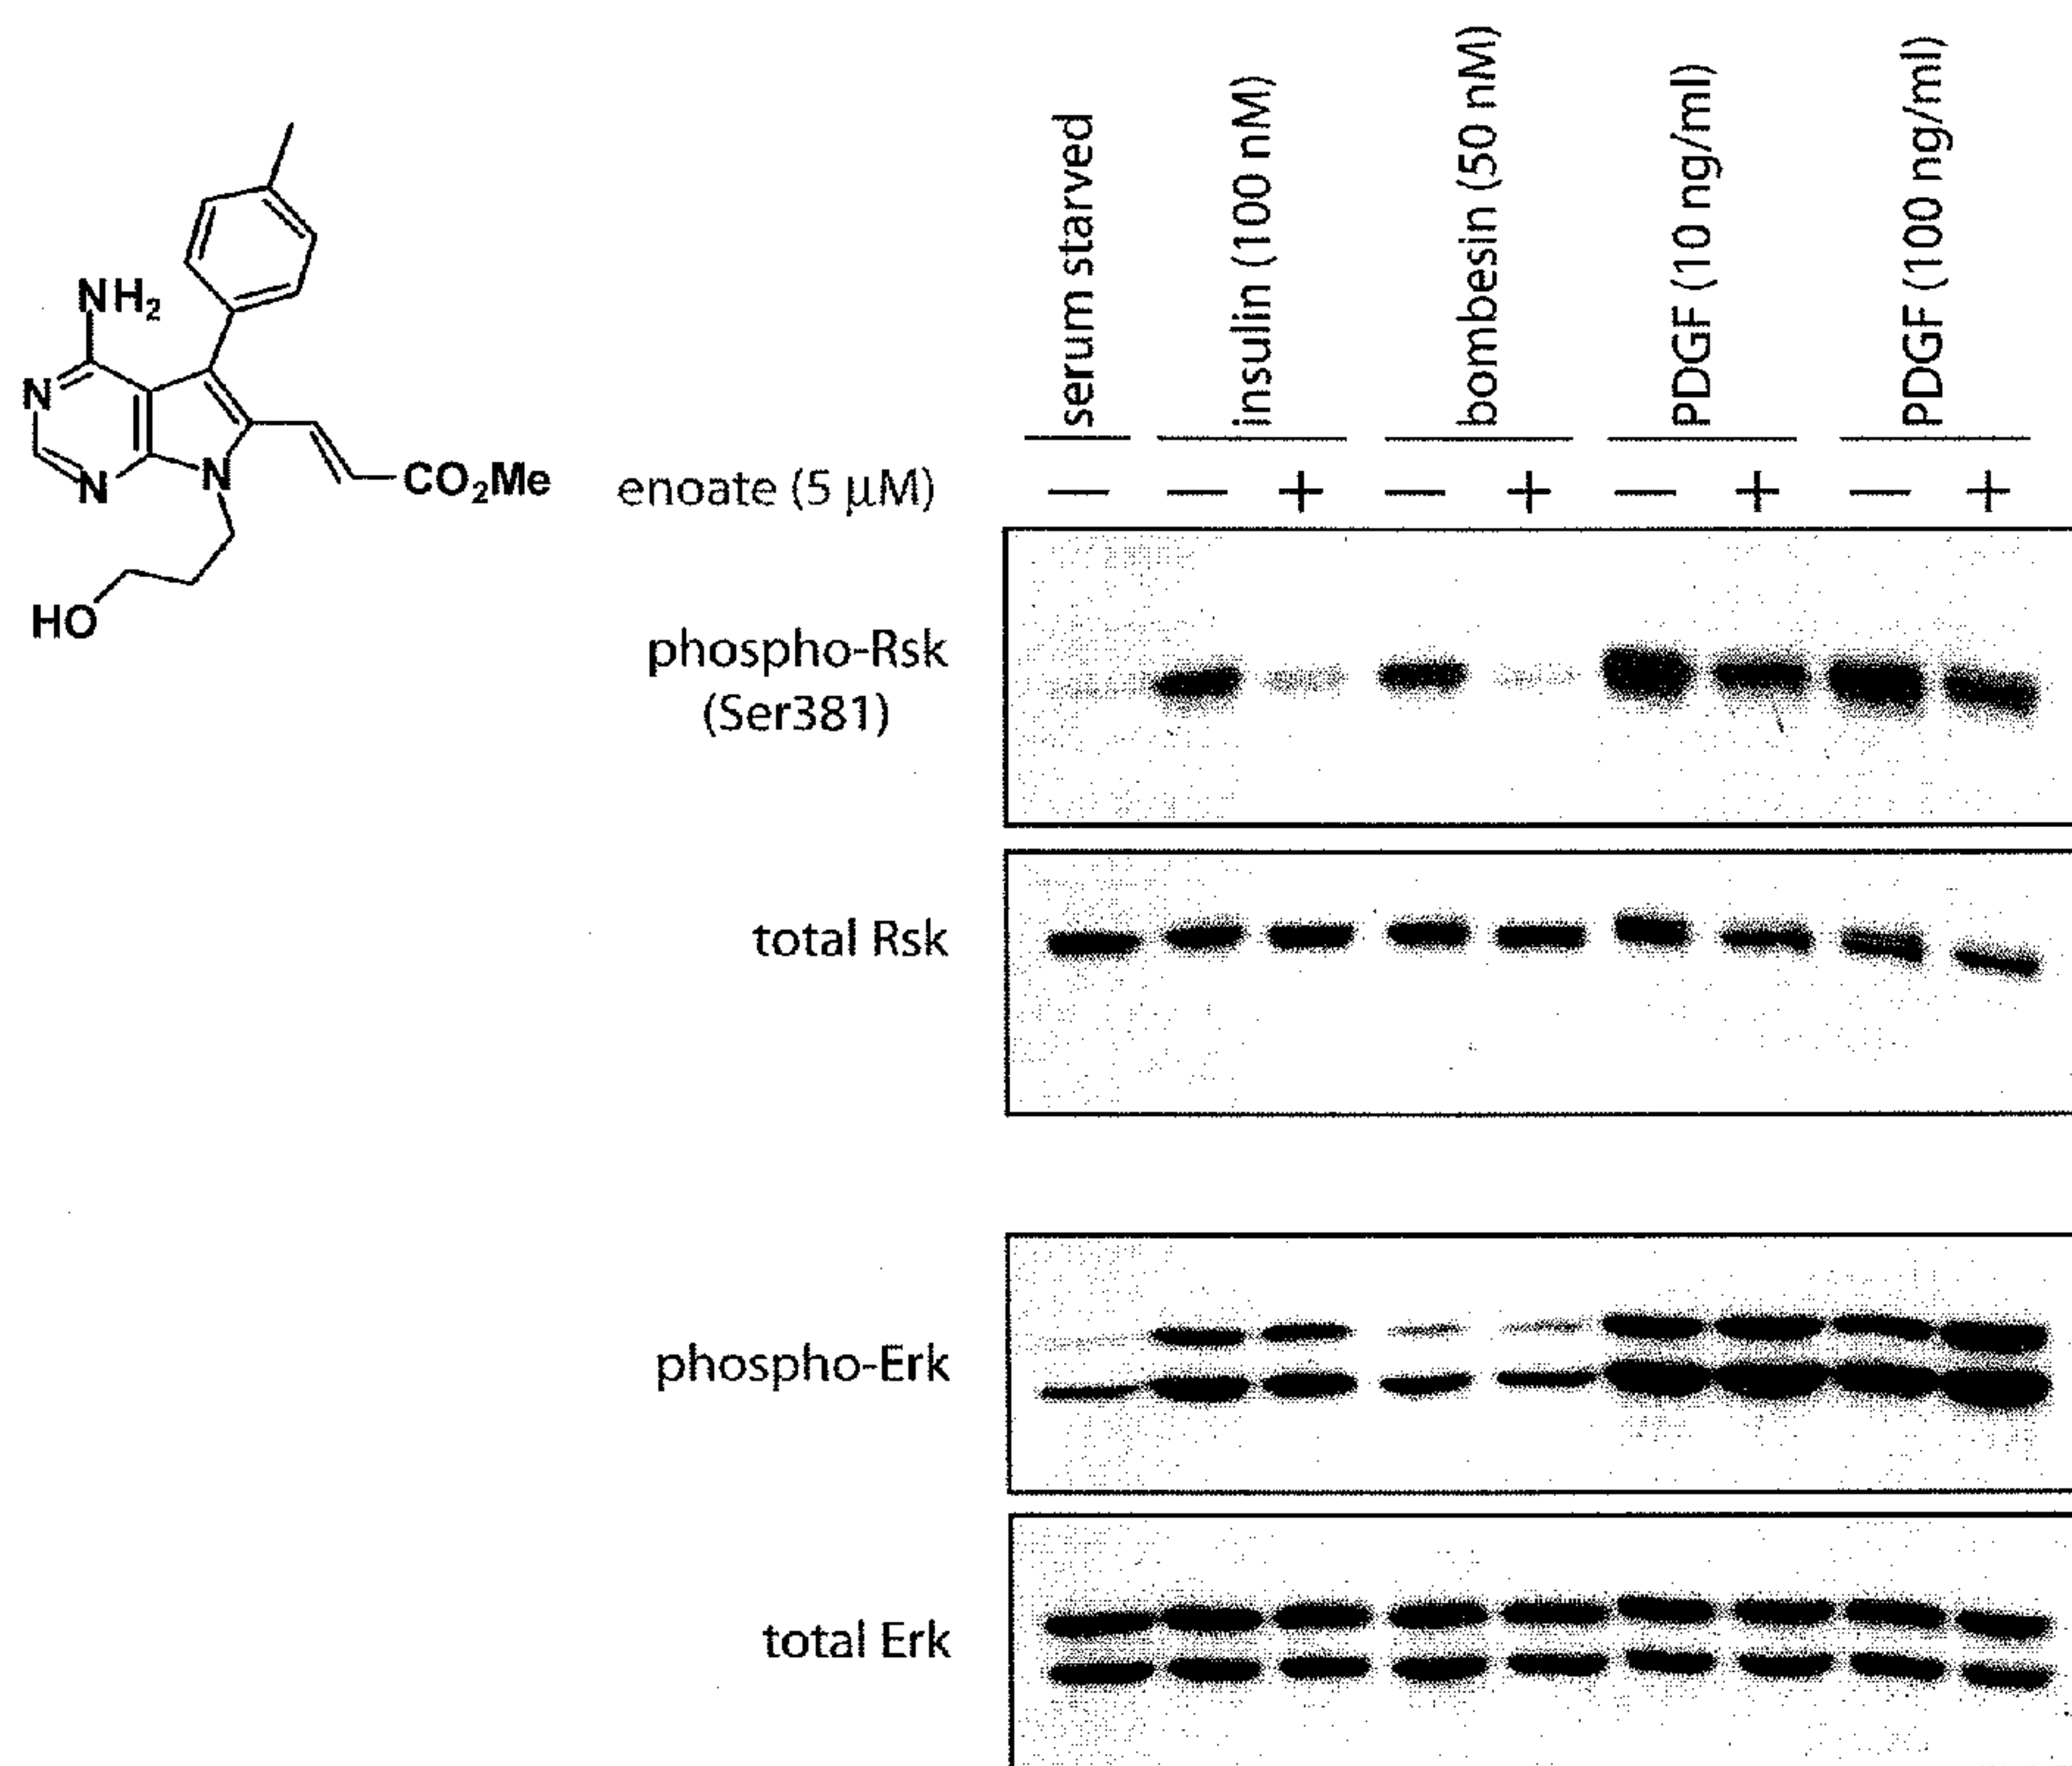 serum starved
insulin (100 nM)
bombesin (50 nM)
PDGF (10 ng/ml)
PDGF (100 ng/ml)
NH₂
N
N
N
CO₂Me
HO
enoate (5 μM) — — + — + — + — +
phospho-Rsk
(Ser381)
total Rsk
phospho-Erk
total Erk